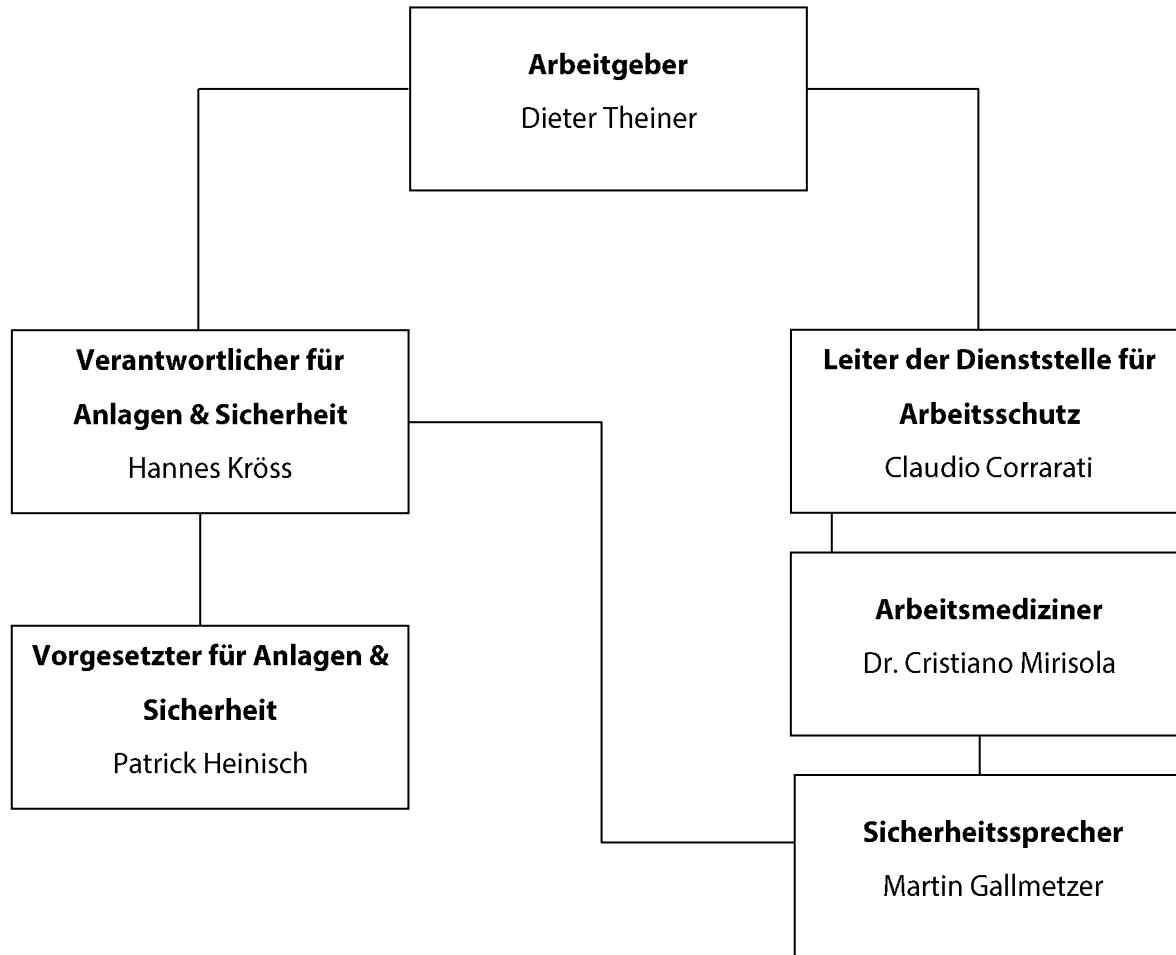 Arbeitgeber
Dieter Theiner
Verantwortlicher für
Anlagen & Sicherheit
Hannes Kröss
Leiter der Dienststelle für
Arbeitsschutz
Claudio Corrarati
Arbeitsmediziner
Dr. Cristiano Mirisola
Vorgesetzter für Anlagen &
Sicherheit
Patrick Heinisch
Sicherheitssprecher
Martin Gallmetzer